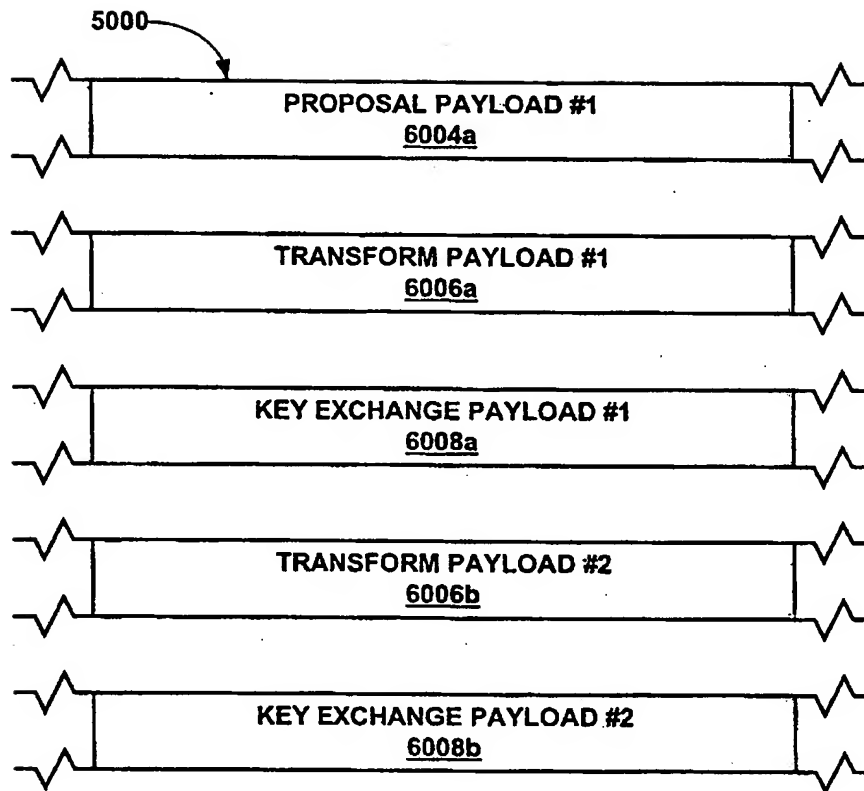 5000
PROPOSAL PAYLOAD #1
6004a
TRANSFORM PAYLOAD #1
6006a
KEY EXCHANGE PAYLOAD #1
6008a
TRANSFORM PAYLOAD #2
6006b
KEY EXCHANGE PAYLOAD #2
6008b